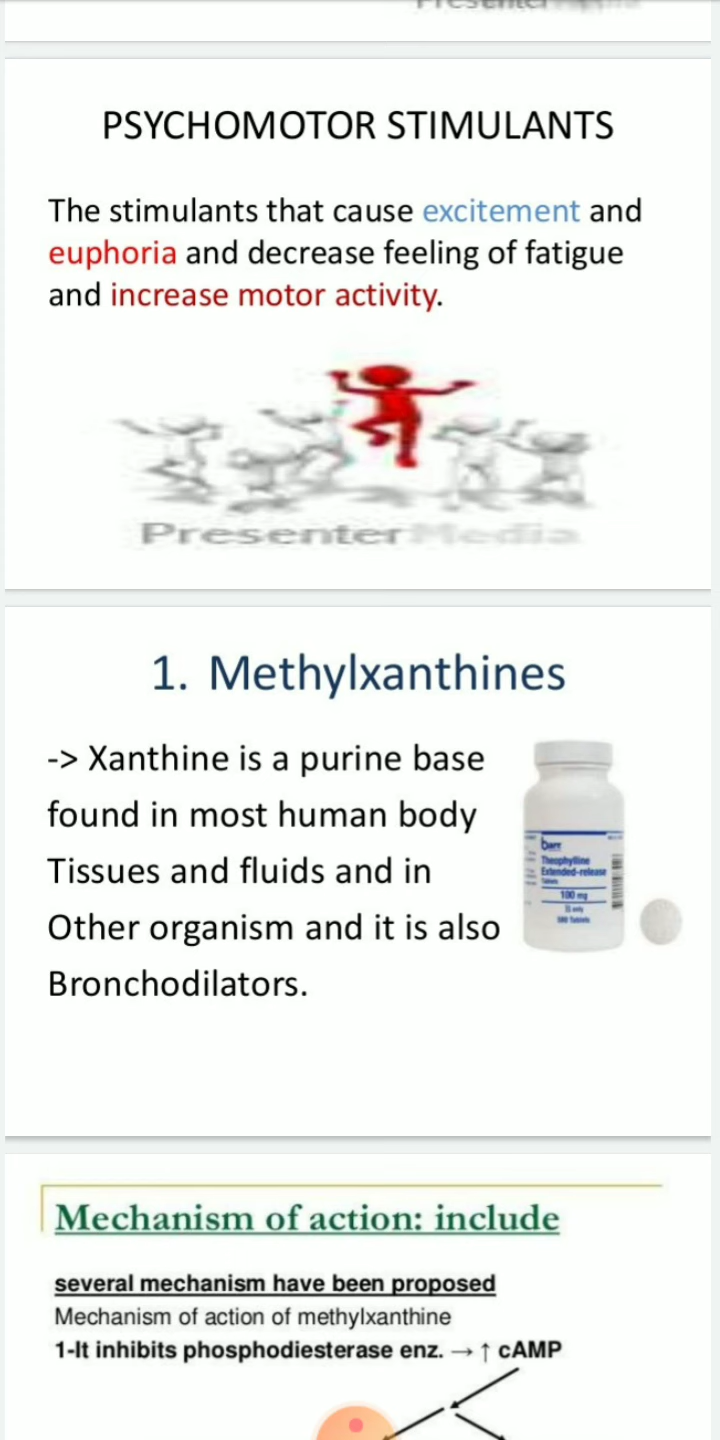 PSYCHOMOTOR STIMULANTS
The stimulants that cause excitement and
euphoria and decrease feeling of fatigue
and increase motor activity.
PresenterMedia
1. Methylxanthines
-> Xanthine is a purine base
found in most human body
Tissues and fluids and in
Other organism and it is also
Bronchodilators.
barr
Theophylline
Extended-release
Tablets
100 mg
Mechanism of action: include
several mechanism have been proposed
Mechanism of action of methylxanthine
1-It inhibits phosphodiesterase enz. → ↑ cAMP